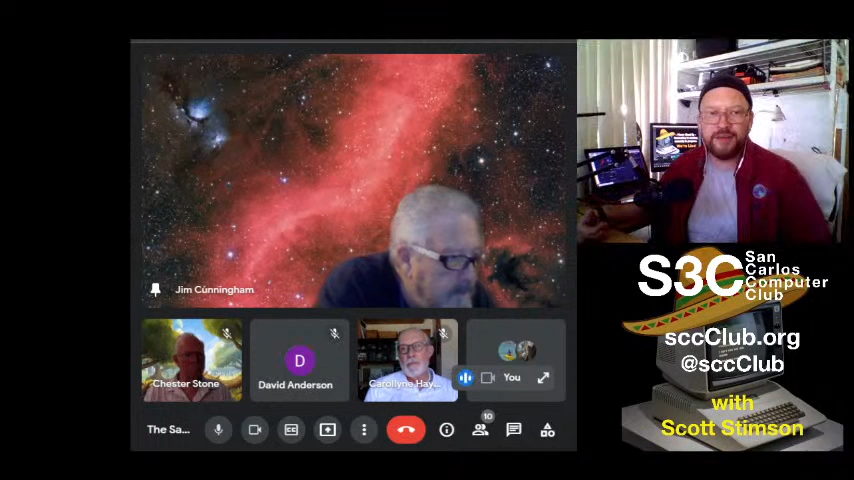 Jim Cunningham
Chester Stone
D
David Anderson
Carollyne Hay...
You
The Sa...
10
S3C
San
Carlos
Computer
Club
sccClub.org
@sccClub
with
Scott Stimson